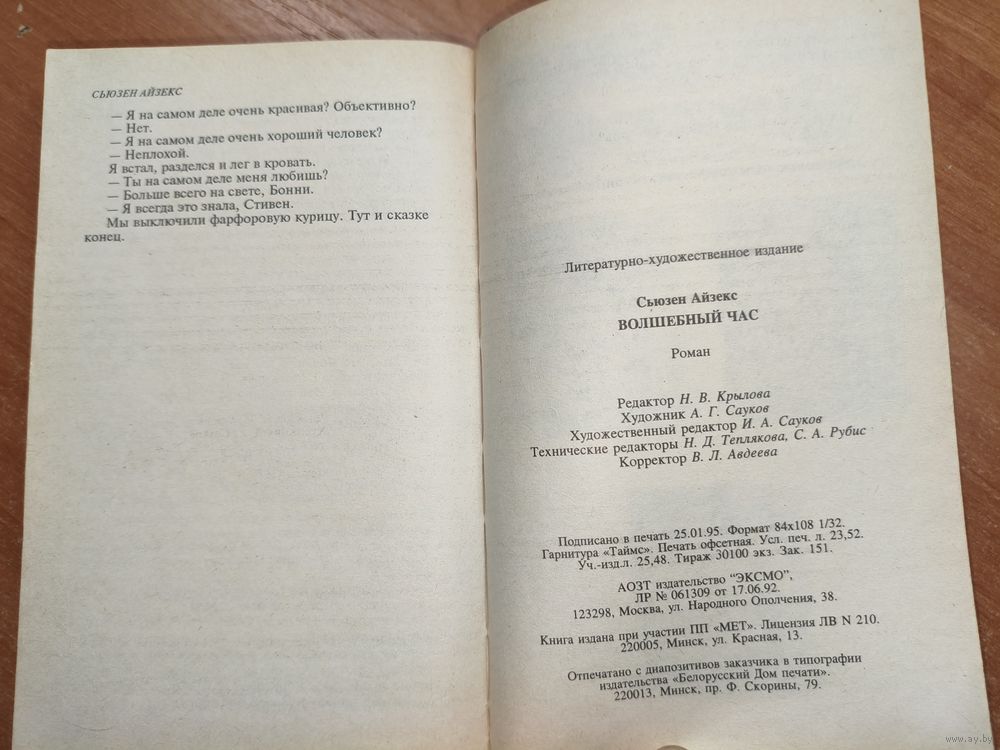 СЬЮЗЕН АЙЗЕКС
— Я на самом деле очень красивая? Объективно?
— Нет.
— Я на самом деле очень хороший человек?
— Неплохой.
Я встал, разделся и лег в кровать.
— Ты на самом деле меня любишь?
— Больше всего на свете, Бонни.
— Я всегда это знала, Стивен.
Мы выключили фарфоровую курицу. Тут и сказке
конец.
Литературно-художественное издание
Сьюзен Айзекс
ВОЛШЕБНЫЙ ЧАС
Роман
Редактор Н. В. Крылова
Художник А. Г. Сауков
Художественный редактор И. А. Сауков
Технические редакторы Н. Д. Теплякова, С. А. Рубис
Корректор В. Л. Авдеева
Подписано в печать 25.01.95. Формат 84х108 1/32.
Гарнитура «Таймс». Печать офсетная. Усл. печ. л. 23,52.
Уч.-изд.л. 25,48. Тираж 30100 экз. Зак. 151.
АОЗТ издательство "ЭКСМО",
ЛР № 061309 от 17.06.92.
123298, Москва, ул. Народного Ополчения, 38.
Книга издана при участии ПП «МЕТ». Лицензия ЛВ N 210.
220005, Минск, ул. Красная, 13.
Отпечатано с диапозитивов заказчика в типографии
издательства «Белорусский Дом печати».
220013, Минск, пр. Ф. Скорины, 79.
www.ay.by